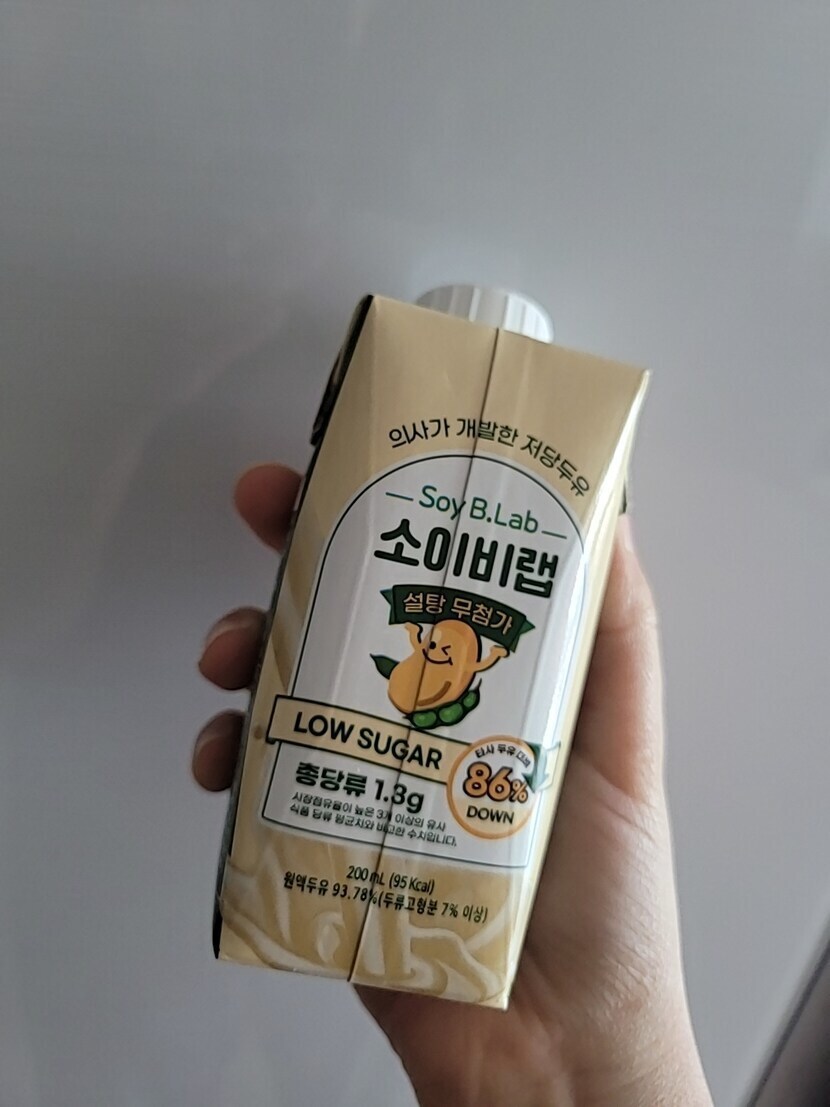 의사가 개발한 저당두유
Soy B.Lab
소이비랩
설탕 무첨가
LOW SUGAR
타사 두유 대비
86%
DOWN
총당류 1.3g
시장점유율이 높은 3개 이상의 유사
식품 당류 평균치와 비교한 수치입니다.
200 mL (95 Kcal)
원액두유 93.78%(두류고형분 7% 이상)